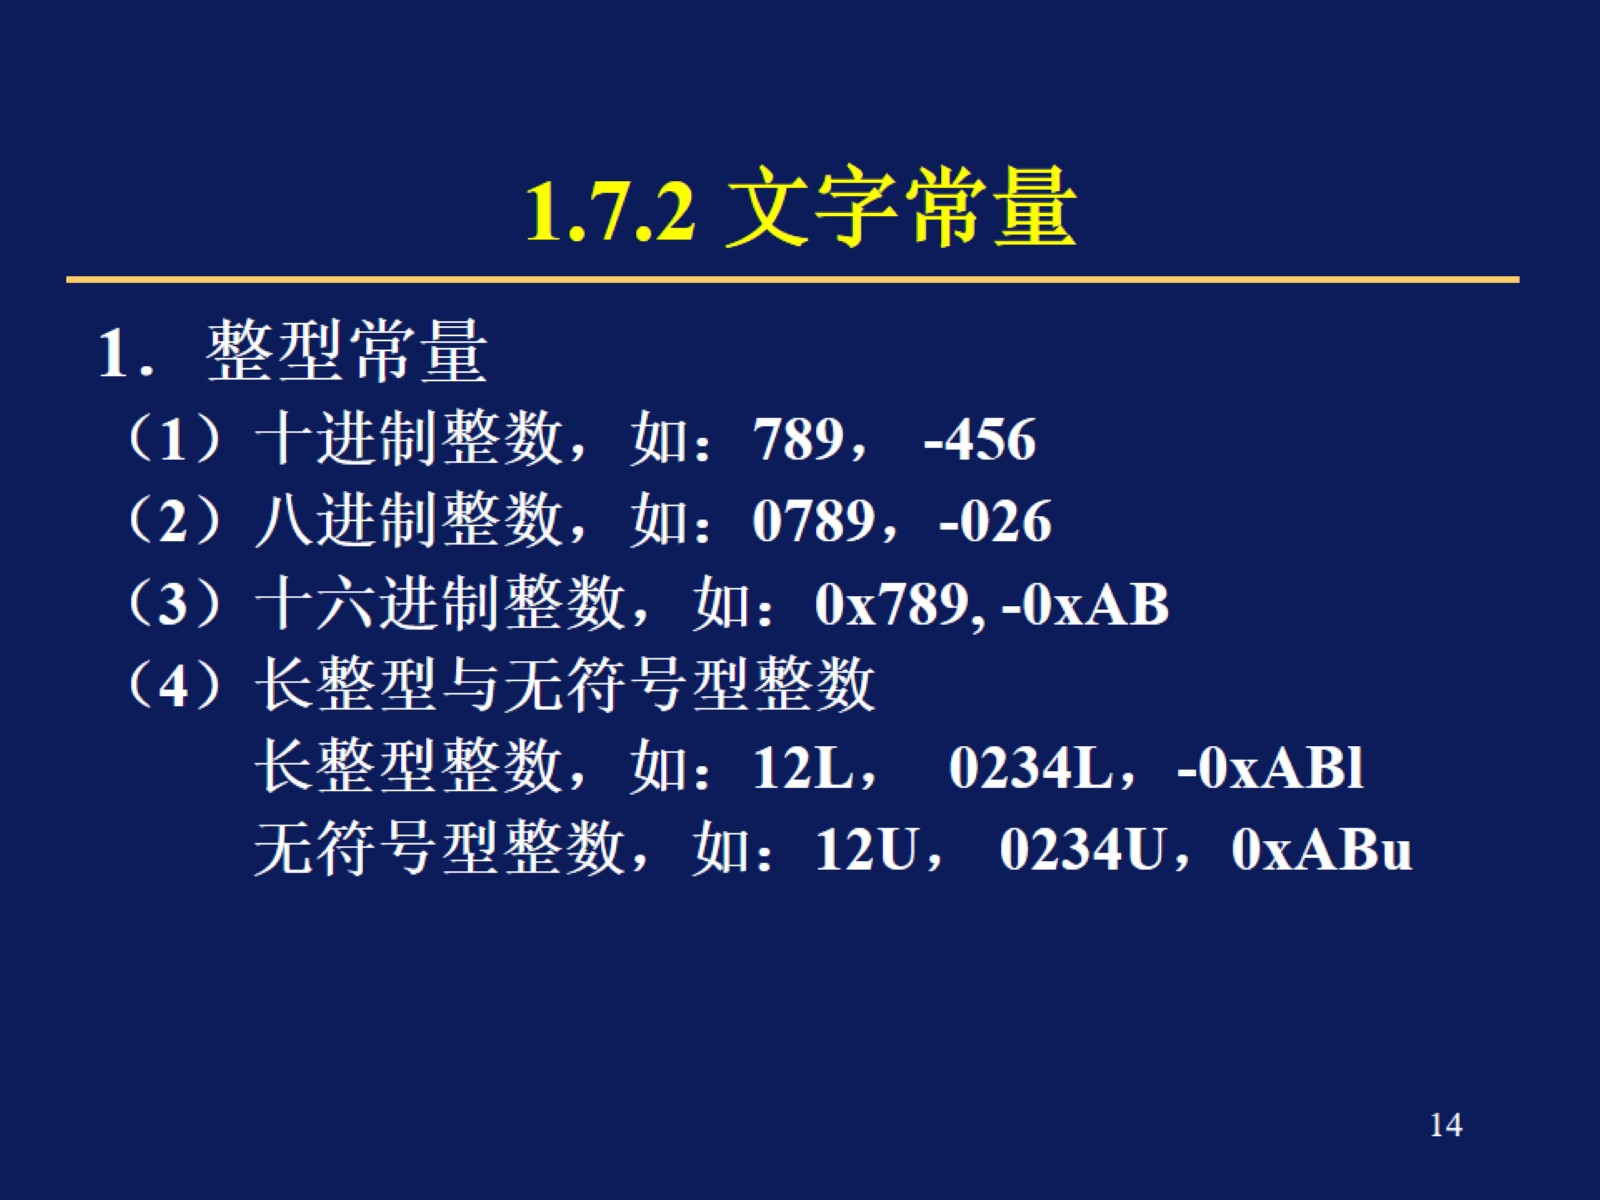 1.7.2 文字常量
1． 整型常量
（1）十进制整数，如：789， -456
（2）八进制整数，如：0789，-026
（3）十六进制整数，如：0x789, -0xAB
（4）长整型与无符号型整数
长整型整数，如：12L， 0234L，-0xABl
无符号型整数，如：12U， 0234U，0xABu
14